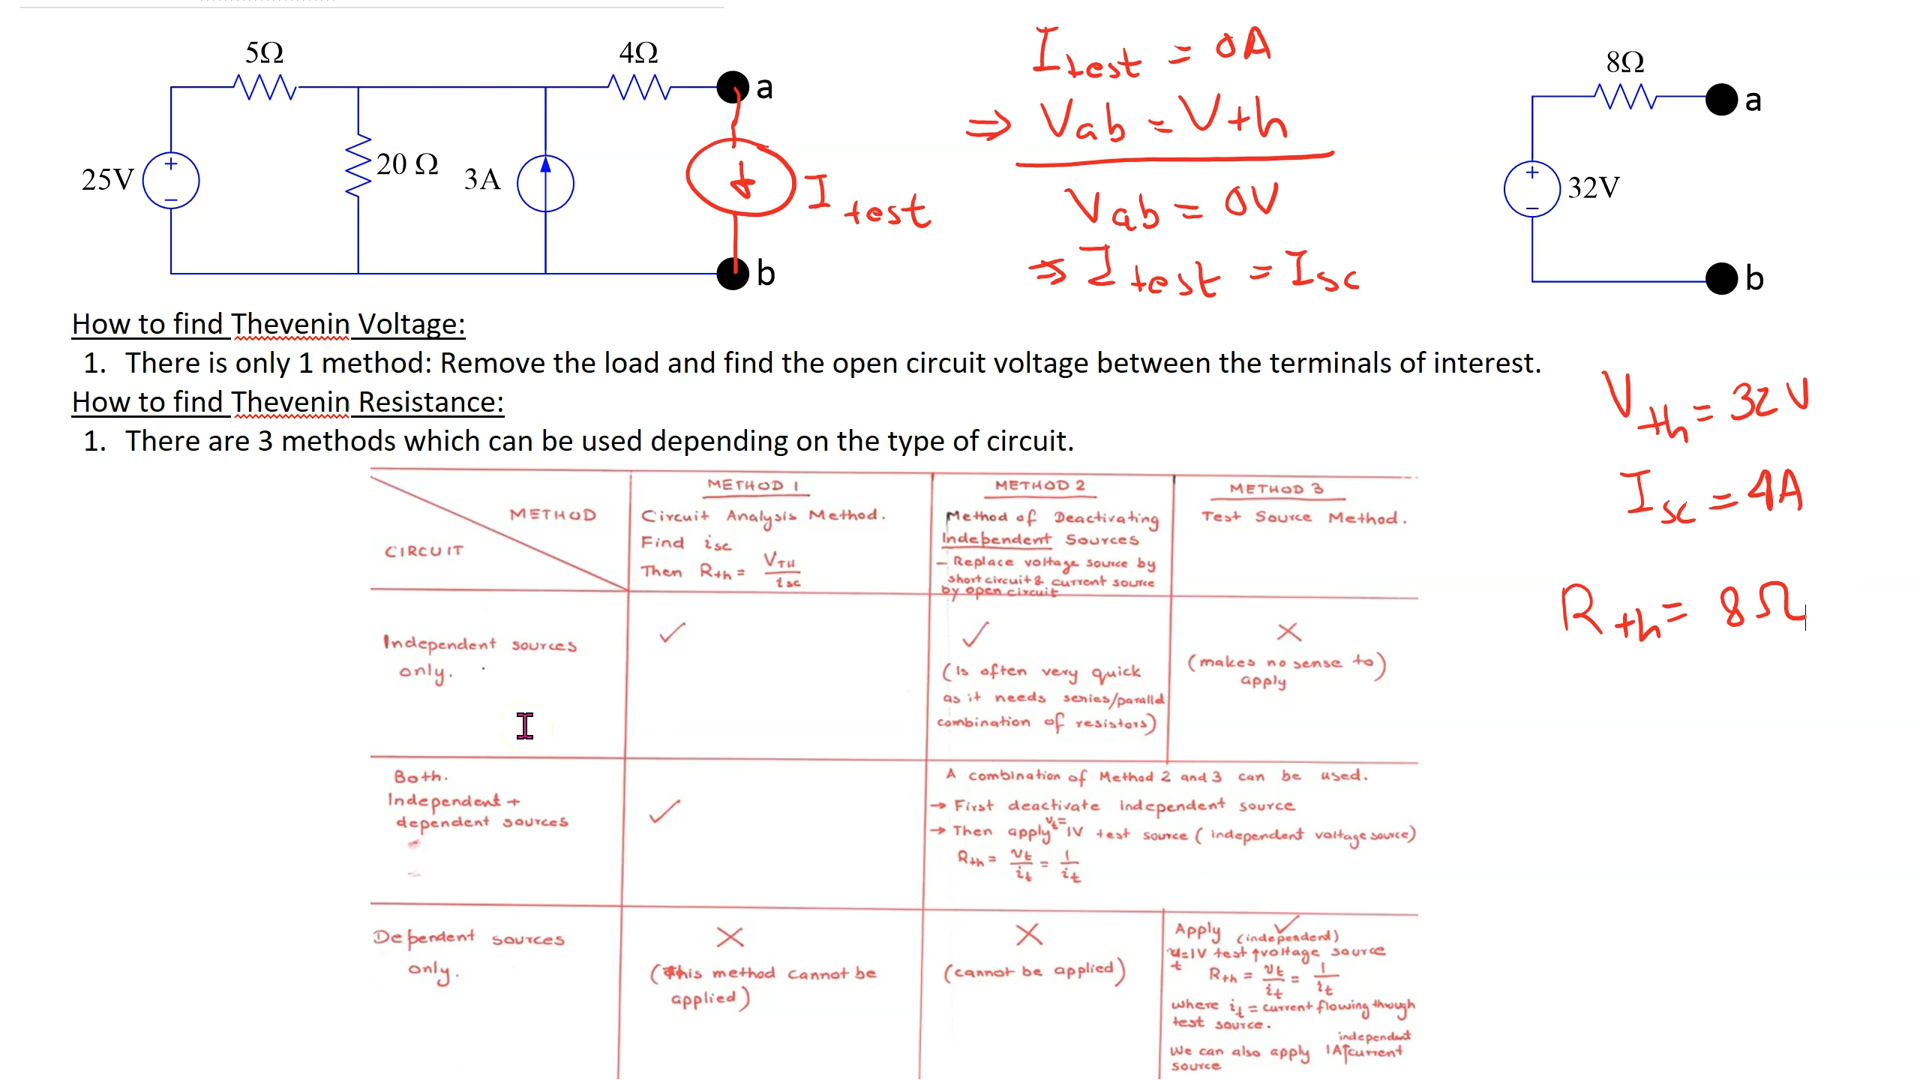 5Ω
4Ω
a
25V
+
−
20 Ω
3A
I test
b
Itest = 0A
⇒ Vab = Vth
Vab = 0V
⇒ Itest = Isc
8Ω
a
+
−
32V
b
How to find Thevenin Voltage:
1. There is only 1 method: Remove the load and find the open circuit voltage between the terminals of interest.
How to find Thevenin Resistance:
1. There are 3 methods which can be used depending on the type of circuit.
Vth = 32V
Isc = 4A
Rth = 8Ω
METHOD
CIRCUIT
METHOD 1
Circuit Analysis Method.
Find isc
Then Rth = VTH / isc
METHOD 2
Method of Deactivating
Independent Sources
– Replace voltage source by
short circuit & current source
by open circuit
METHOD 3
Test Source Method.
Independent sources
only.
✓
✓
(Is often very quick
as it needs series/parallel
combination of resistors)
X
(makes no sense to)
apply
Both.
Independent +
dependent sources
✓
A combination of Method 2 and 3 can be used.
→ First deactivate independent source
→ Then apply vt= 1V test source (independent voltage source)
Rth = vt / it = 1 / it
Dependent sources
only.
X
(This method cannot be
applied)
X
(cannot be applied)
✓
Apply (independent)
vt=1V test voltage source
Rth = vt / it = 1 / it
where it = current flowing through
test source.
We can also apply 1A independent current
source